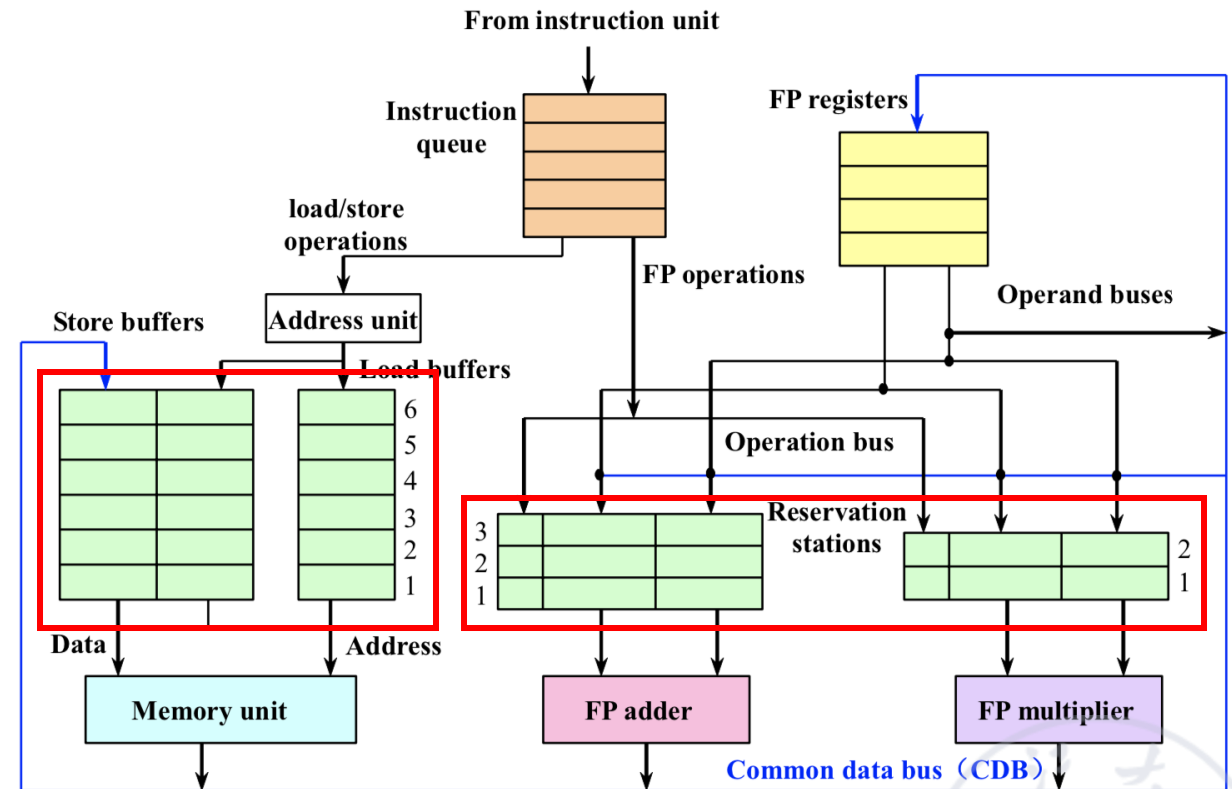 From instruction unit
Instruction
queue
FP registers
load/store
operations
FP operations
Operand buses
Address unit
Store buffers
Load buffers
6
5
4
3
2
1
Operation bus
Reservation
stations
3
2
1
2
1
Data
Address
Memory unit
FP adder
FP multiplier
Common data bus（CDB）